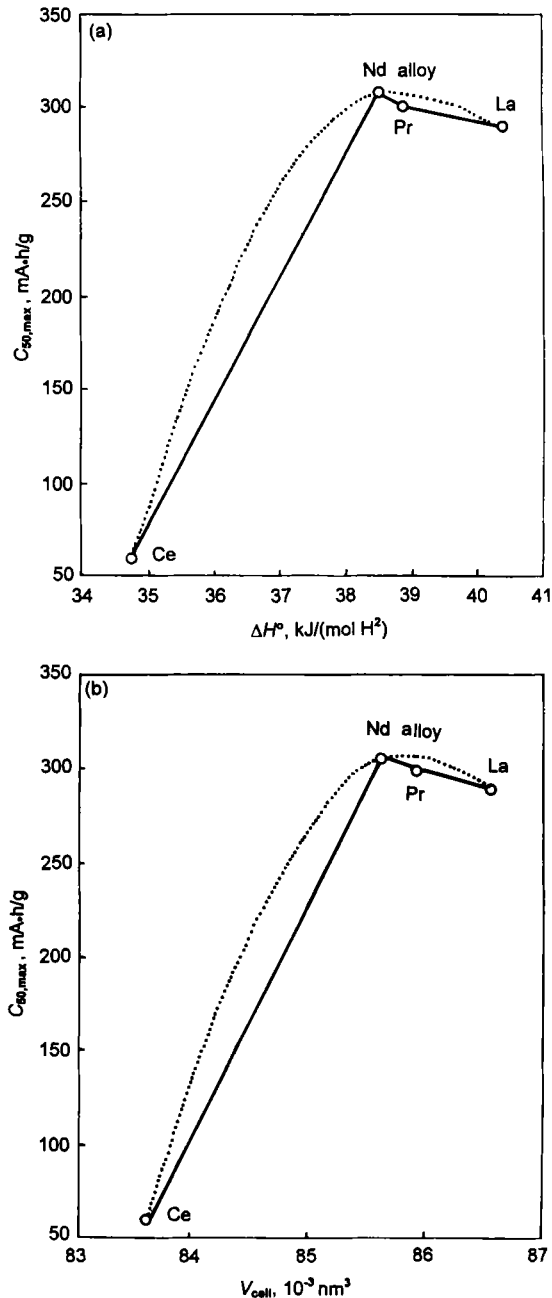 (a)
350
300
250
200
150
100
50
34 35 36 37 38 39 40 41
C50,max, mA•h/g
ΔH°, kJ/(mol H²)
Nd alloy
Pr
La
Ce
(b)
350
300
250
200
150
100
50
83 84 85 86 87
C50,max, mA•h/g
Vcell, 10⁻³ nm³
Nd alloy
Pr
La
Ce